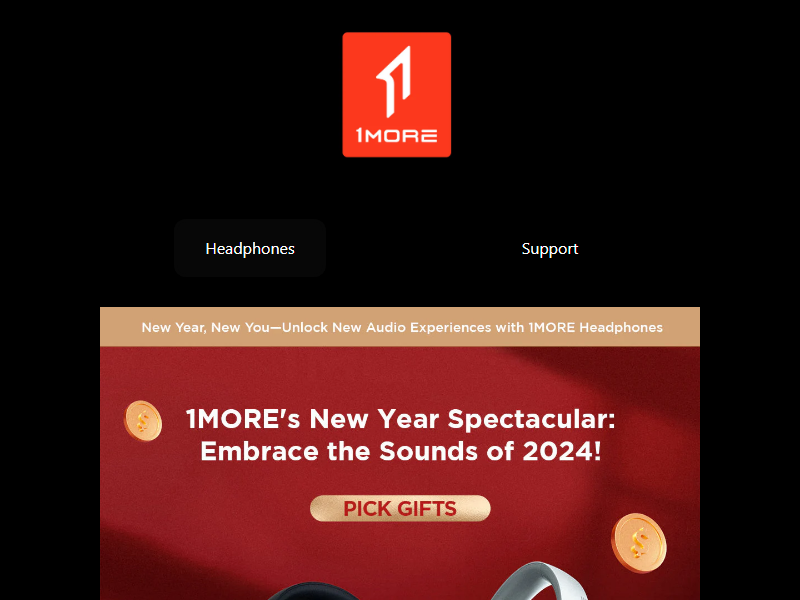 1MORE
Headphones
Support
New Year, New You—Unlock New Audio Experiences with 1MORE Headphones
1MORE's New Year Spectacular:
Embrace the Sounds of 2024!
PICK GIFTS
$
$